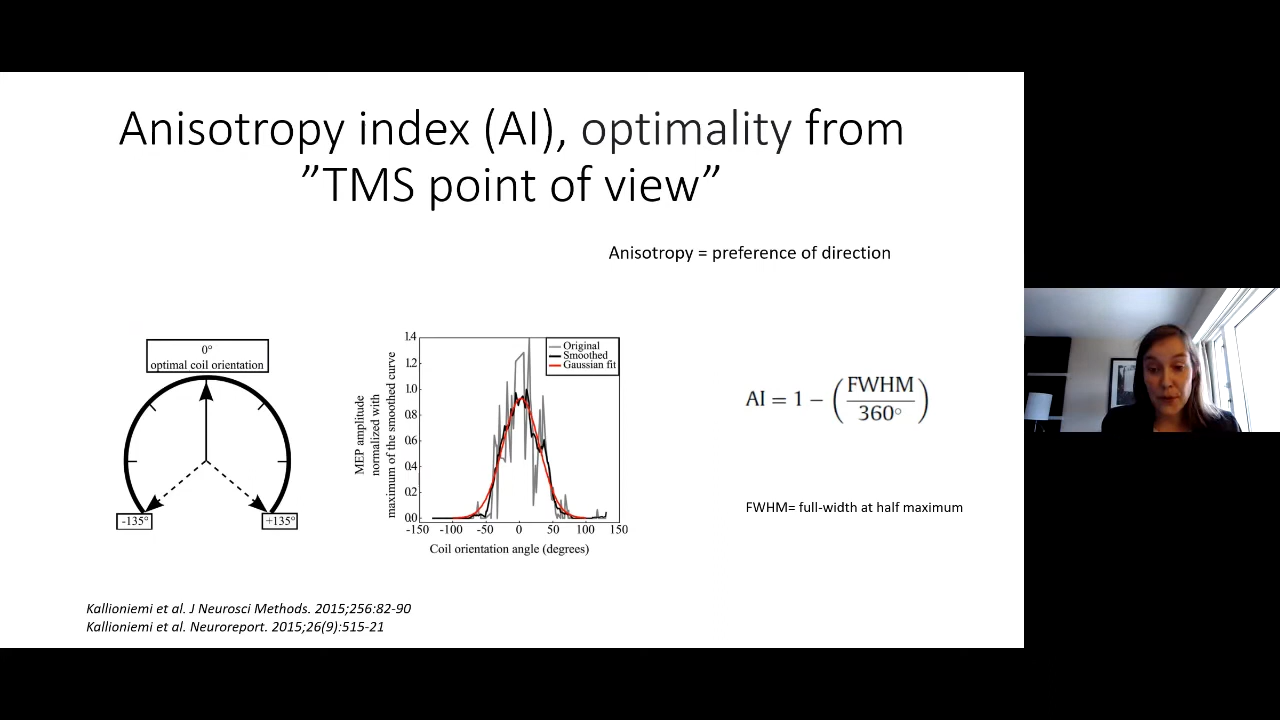 Anisotropy index (AI), optimality from
”TMS point of view”
Anisotropy = preference of direction
0°
optimal coil orientation
-135°
+135°
MEP amplitude
normalized with
maximum of the smoothed curve
1.4
1.2
1.0
0.8
0.6
0.4
0.2
0.0
Original
Smoothed
Gaussian fit
-150 -100 -50 0 50 100 150
Coil orientation angle (degrees)
AI = 1 − (FWHM / 360°)
FWHM= full-width at half maximum
Kallioniemi et al. J Neurosci Methods. 2015;256:82-90
Kallioniemi et al. Neuroreport. 2015;26(9):515-21